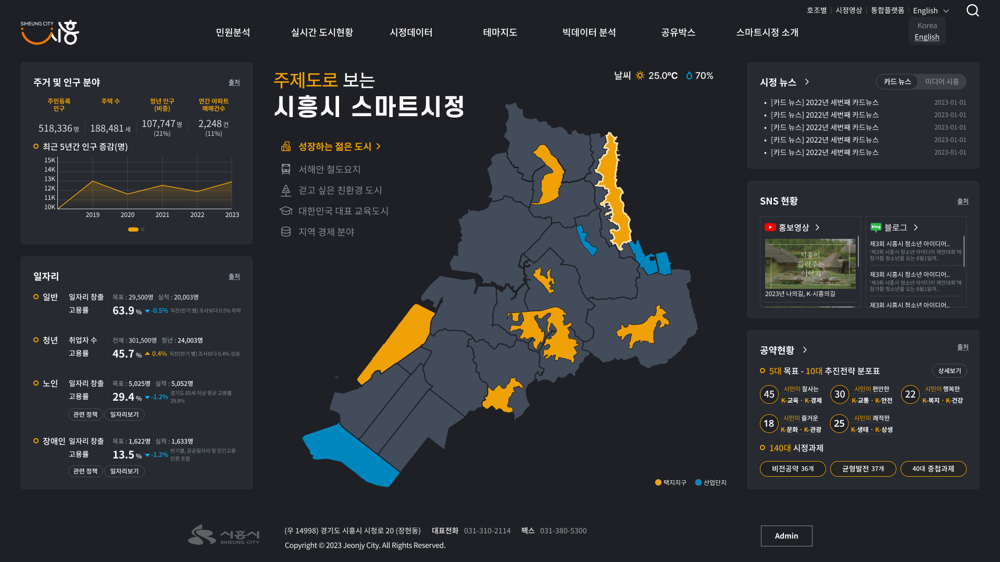 호조별 시정영상 통합플랫폼 English
Korea
English
SIHEUNG CITY
시흥
민원분석 실시간 도시현황 시정데이터 테마지도 빅데이터 분석 공유박스 스마트시정 소개
주거 및 인구 분야 출처
주민등록 인구 주택 수 청년 인구 (비중) 연간 아파트 매매건수
518,336 명 188,481 세 107,747 명 (21%) 2,248 건 (11%)
최근 5년간 인구 증감(명)
15K
14K
13K
12K
11K
10K
2019 2020 2021 2022 2023
일자리 출처
일반 일자리 창출 목표 : 29,500명 실적 : 20,003명
고용률 63.9 % -0.5% 직전(반기 별) 조사보다 0.5% 하락
청년 취업자 수 전체 : 301,500명 청년 : 24,003명
고용률 45.7 % 0.4% 직전(반기 별) 조사보다 0.4% 상승
노인 일자리 창출 목표 : 5,025명 실적 : 5,052명
고용률 29.4 % -1.2% 경기도 65세 이상 평균 고용률
29.8%
관련 정책 일자리보기
장애인 일자리 창출 목표 : 1,622명 실적 : 1,633명
고용률 13.5 % -1.2% 반기별, 공공일자리 및 민간고용
인원 포함
관련 정책 일자리보기
주제도로 보는
시흥시 스마트시정
날씨 25.0ºC 70%
성장하는 젊은 도시
서해안 철도요지
걷고 싶은 친환경 도시
대한민국 대표 교육도시
지역 경제 분야
택지지구 산업단지
시정 뉴스 카드 뉴스 미디어 시흥
• [카드 뉴스] 2022년 세번째 카드뉴스 2023-01-01
• [카드 뉴스] 2022년 세번째 카드뉴스 2023-01-01
• [카드 뉴스] 2022년 세번째 카드뉴스 2023-01-01
• [카드 뉴스] 2022년 세번째 카드뉴스 2023-01-01
• [카드 뉴스] 2022년 세번째 카드뉴스 2023-01-01
SNS 현황 출처
홍보영상
시흥이
들려주는
이야기
2023년 나의길, K-시흥의길
blog 블로그
제3회 시흥시 청소년 아이디어..
‘제3회 시흥시 청소년 아이디어 제안대회’에
참가할 청소년을 오는 8월1일까..
제3회 시흥시 청소년 아이디어..
‘제3회 시흥시 청소년 아이디어 제안대회’에
참가할 청소년을 오는 8월1일까..
제3회 시흥시 청소년 아이디어..
공약현황 출처
5대 목표 - 10대 추진전략 분포표 상세보기
45 시민이 잘사는 K-교육 · K-경제
30 시민이 편안한 K-교통 · K-안전
22 시민이 행복한 K-복지 · K-건강
18 시민이 즐거운 K-문화 · K-관광
25 시민이 쾌적한 K-생태 · K-상생
140대 시정과제
비전공약 36개 균형발전 37개 40대 중첩과제
시흥시
SIHEUNG CITY
(우 14998) 경기도 시흥시 시청로 20 (장현동) 대표전화 031-310-2114 팩스 031-380-5300
Copyright © 2023 Jeonjy City. All Rights Reserved.
Admin